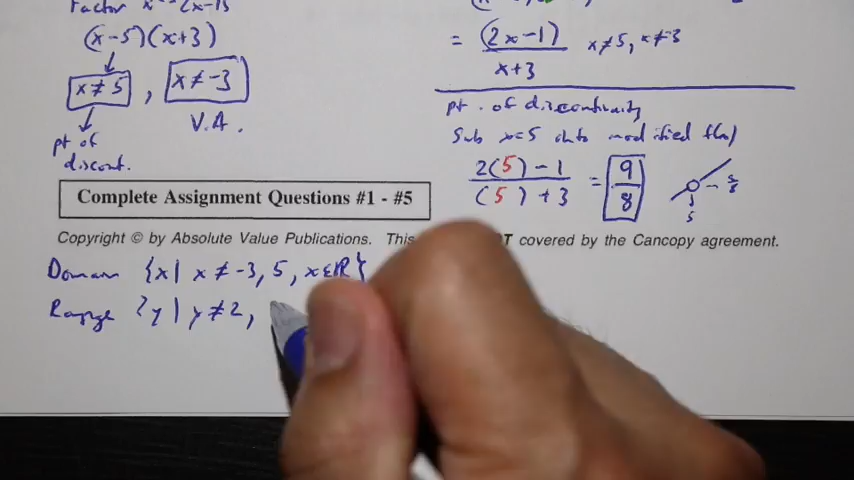 Factor x² - 2x - 15
(x-5)(x+3)
x≠5 , x≠-3
V.A.
pt of
discont.
= (2x-1) / x+3 x≠5, x≠-3
pt. of discontinuity
Sub x=5 into modified f(x)
2(5) - 1 / (5) + 3 = 9/8
5
Complete Assignment Questions #1 - #5
Copyright © by Absolute Value Publications. This covered by the Cancopy agreement.
Domain {x| x≠-3, 5, x∈ℝ}
Range {y | y≠2,